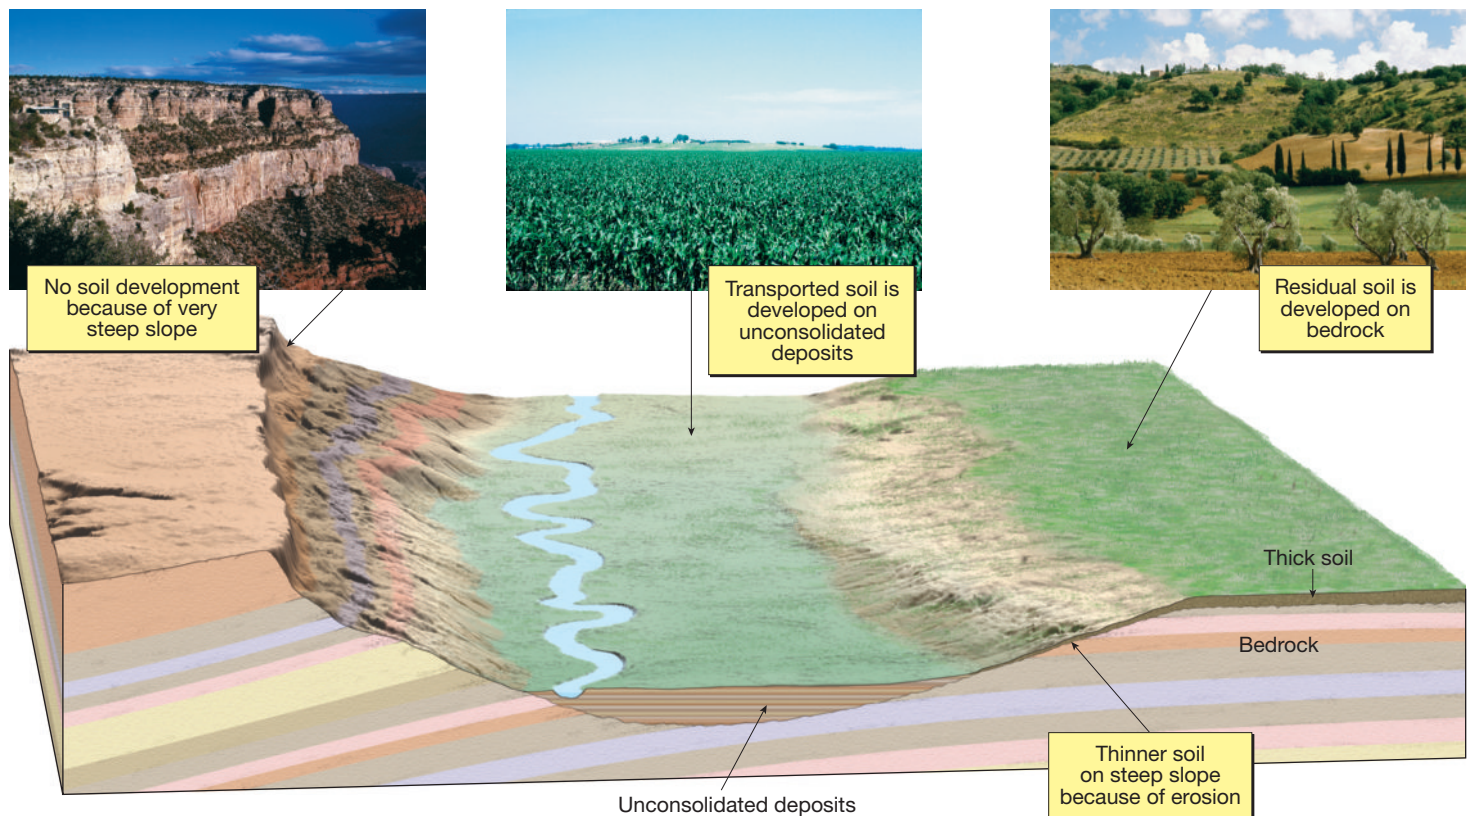 No soil development
because of very
steep slope
Transported soil is
developed on
unconsolidated
deposits
Residual soil is
developed on
bedrock
Thick soil
Bedrock
Thinner soil
on steep slope
because of erosion
Unconsolidated deposits